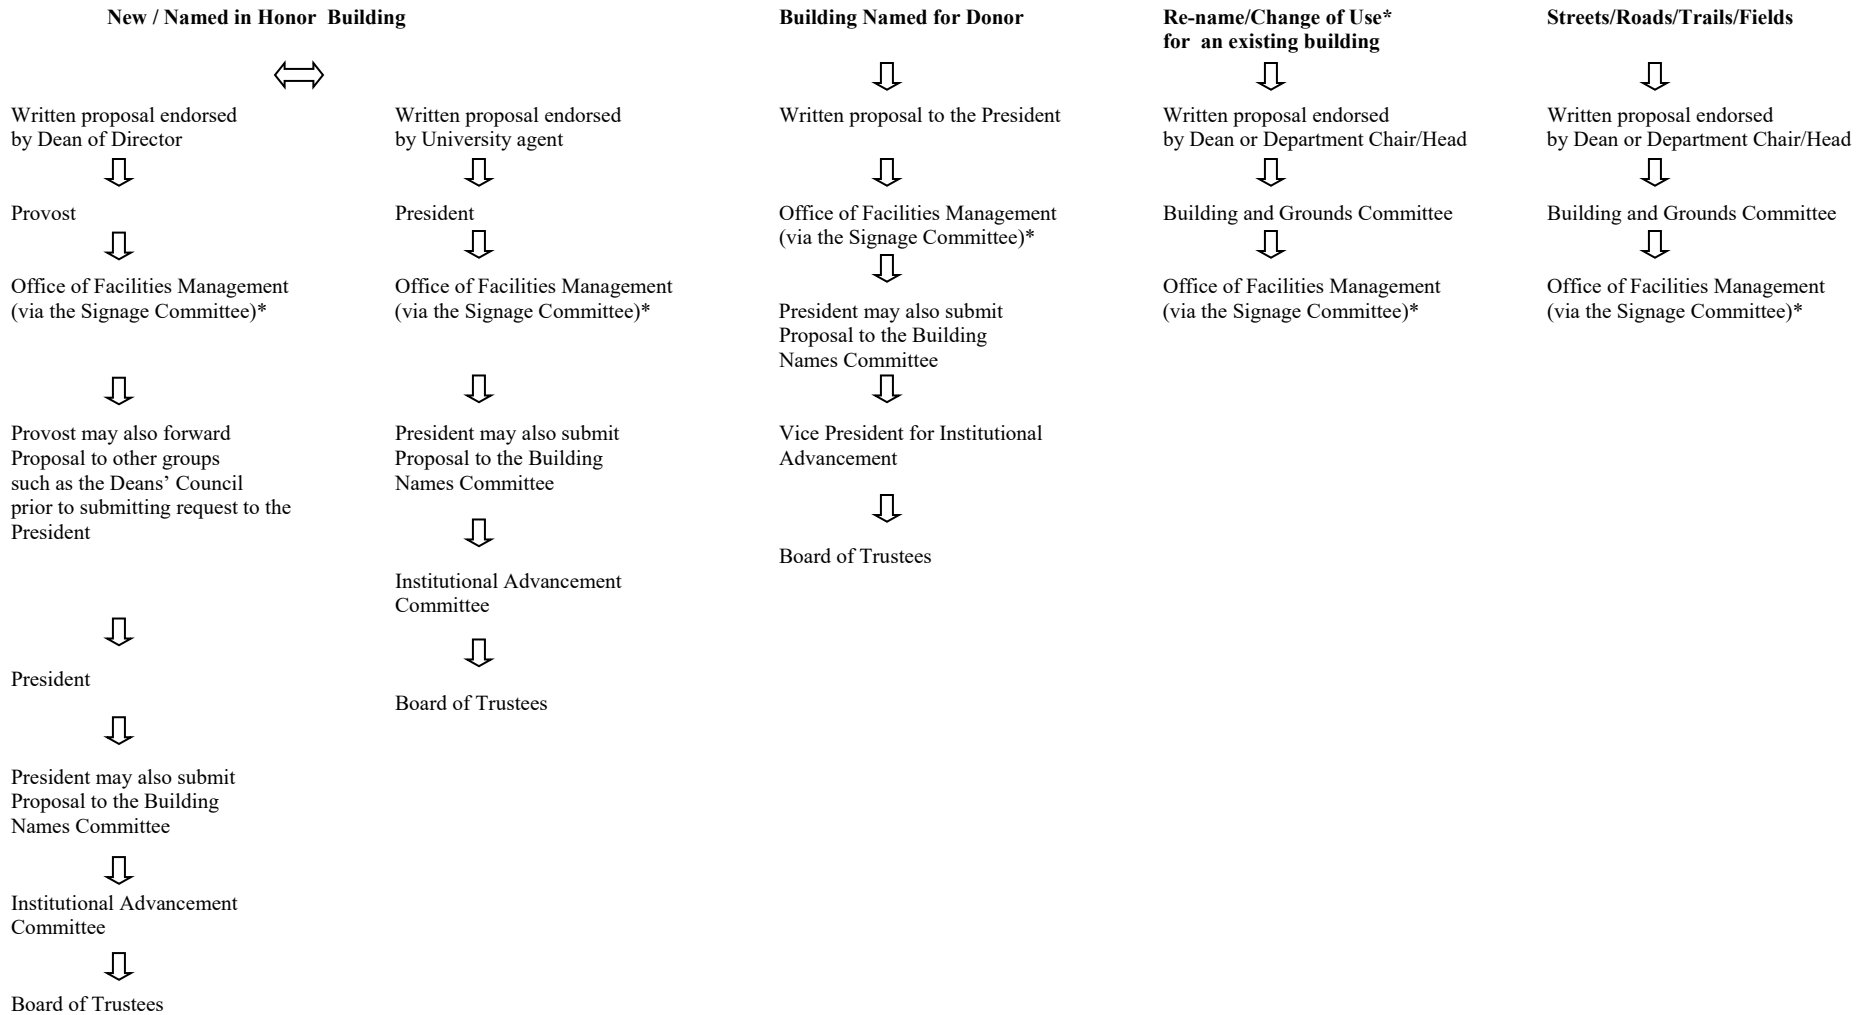 New / Named in Honor  Building
Written proposal endorsed
by Dean of Director
Provost
Office of Facilities Management
(via the Signage Committee)*
Provost may also forward
Proposal to other groups
such as the Deans’ Council
prior to submitting request to the
President
President
President may also submit
Proposal to the Building
Names Committee
Institutional Advancement
Committee
Board of Trustees
Written proposal endorsed
by University agent
President
Office of Facilities Management
(via the Signage Committee)*
President may also submit
Proposal to the Building
Names Committee
Institutional Advancement
Committee
Board of Trustees
Building Named for Donor
Written proposal to the President
Office of Facilities Management
(via the Signage Committee)*
President may also submit
Proposal to the Building
Names Committee
Vice President for Institutional
Advancement
Board of Trustees
Re-name/Change of Use*
for  an existing building
Written proposal endorsed
by Dean or Department Chair/Head
Building and Grounds Committee
Office of Facilities Management
(via the Signage Committee)*
Streets/Roads/Trails/Fields
Written proposal endorsed
by Dean or Department Chair/Head
Building and Grounds Committee
Office of Facilities Management
(via the Signage Committee)*